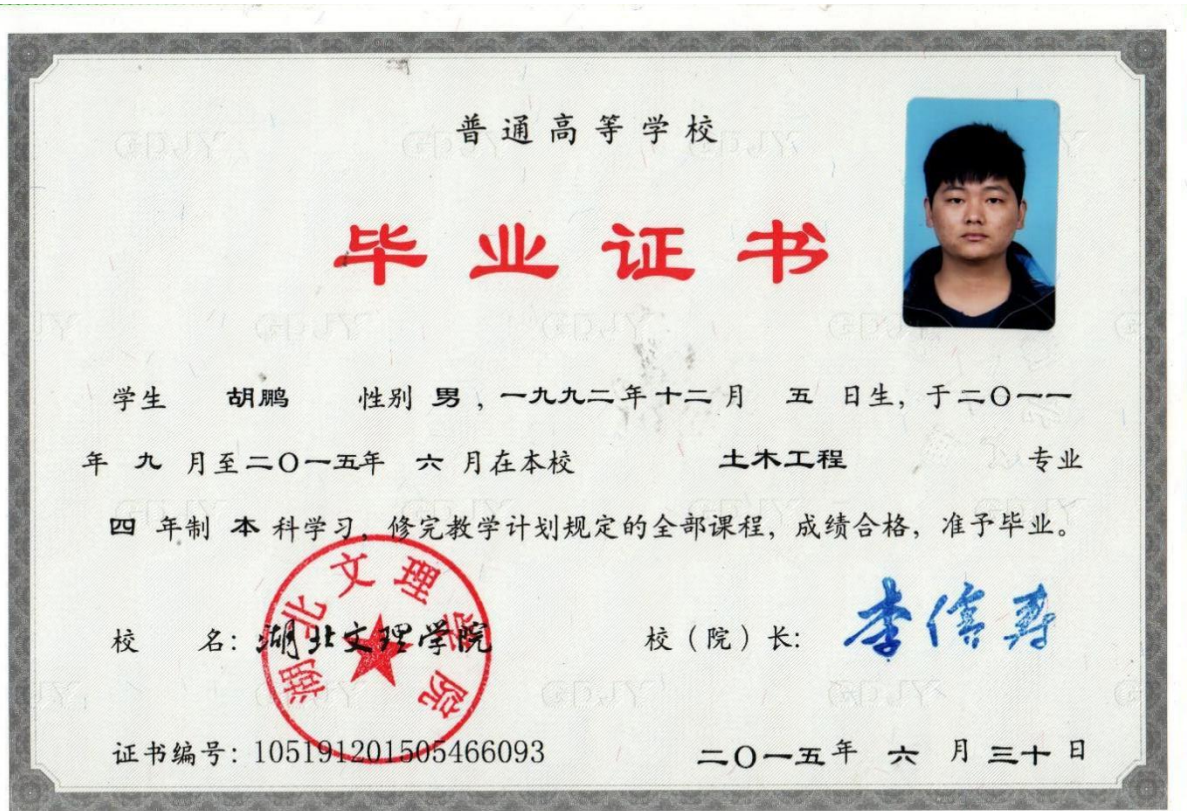 普通高等学校
毕业证书
学生 胡鹏 性别 男，一九九二年十二月 五 日生，于二〇一一
年 九 月至二〇一五年 六 月在本校 土木工程 专业
四 年制 本 科学习，修完教学计划规定的全部课程，成绩合格，准予毕业。
湖北文理学院
校 名：湖北文理学院 校（院）长：李信寿
证书编号：105191201505466093 二〇一五年 六 月 三十 日